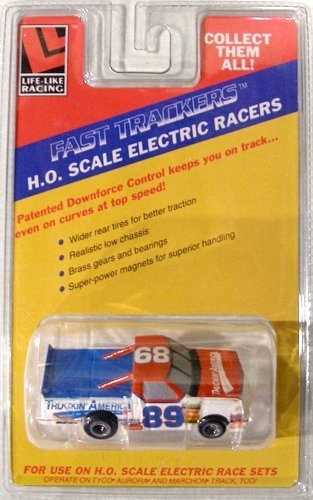 LIFE-LIKE
RACING
™
COLLECT
THEM
ALL!
FAST TRACKERS™
H.O. SCALE ELECTRIC RACERS
Patented Downforce Control keeps you on track...
even on curves at top speed!
• Wider rear tires for better traction
• Realistic low chassis
• Brass gears and bearings
• Super-power magnets for superior handling
68
TRUCKIN' AMERICA
89
FOR USE ON H.O. SCALE ELECTRIC RACE SETS
OPERATE ON TYCO, AURORA AND MARCHON TRACK, TOO!